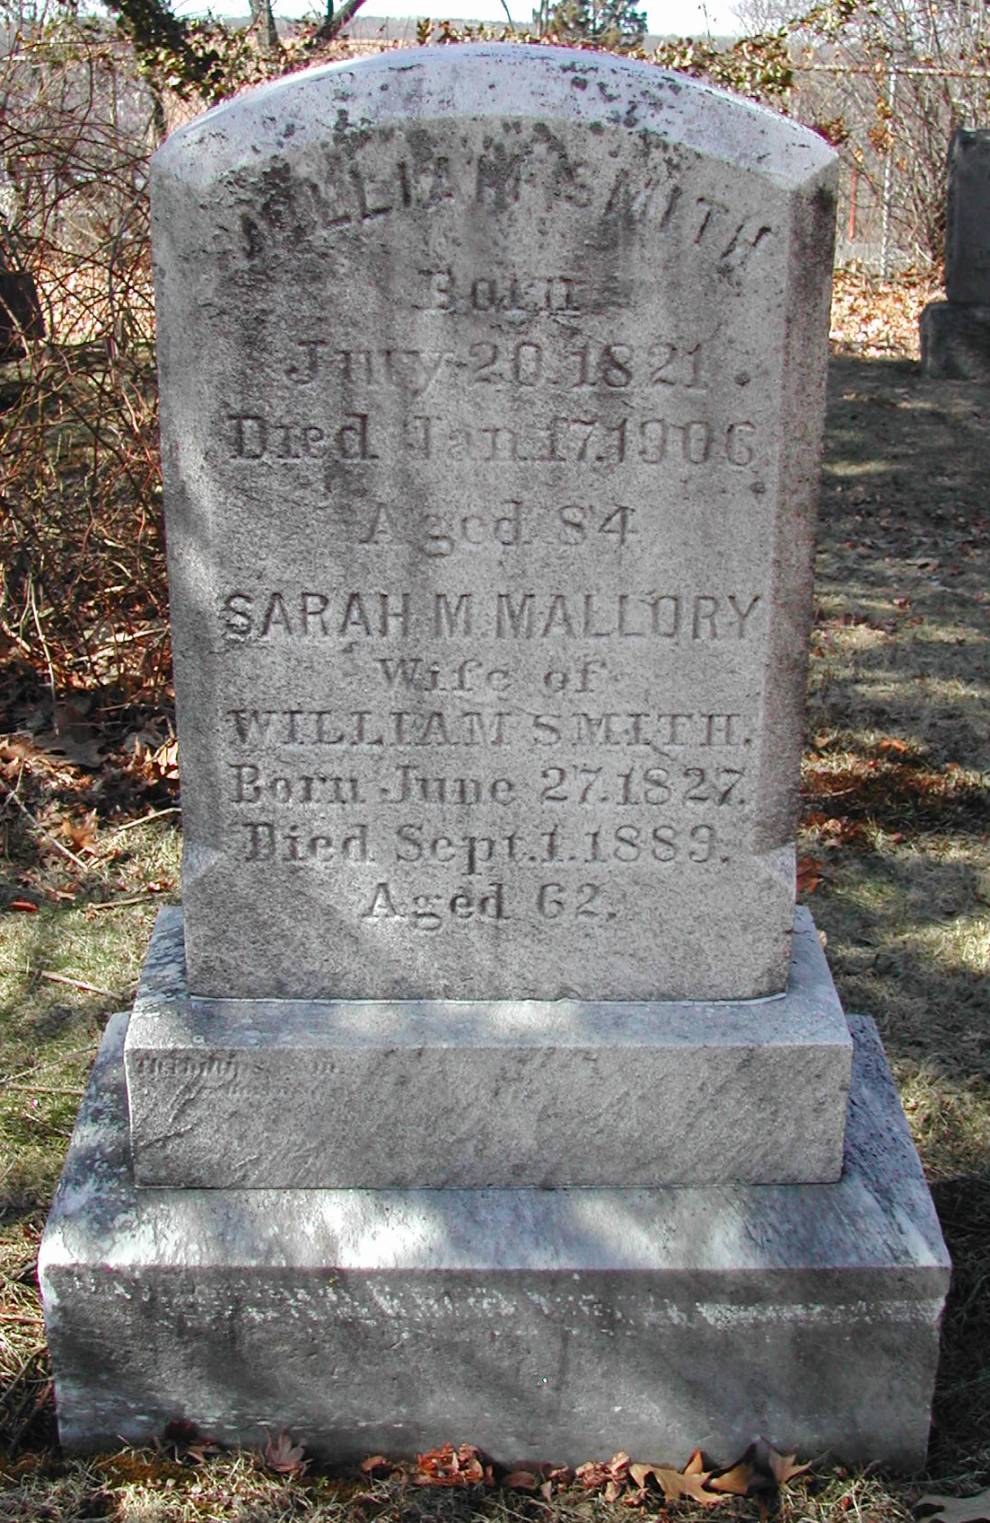 WILLIAM SMITH
Born
20. 1821.
Died Jan. 17. 1906.
Aged 84
SARAH M. MALLORY
Wife of
WILLIAM SMITH.
Born June 27. 1827.
Died Sept. 1. 1889.
Aged 62.